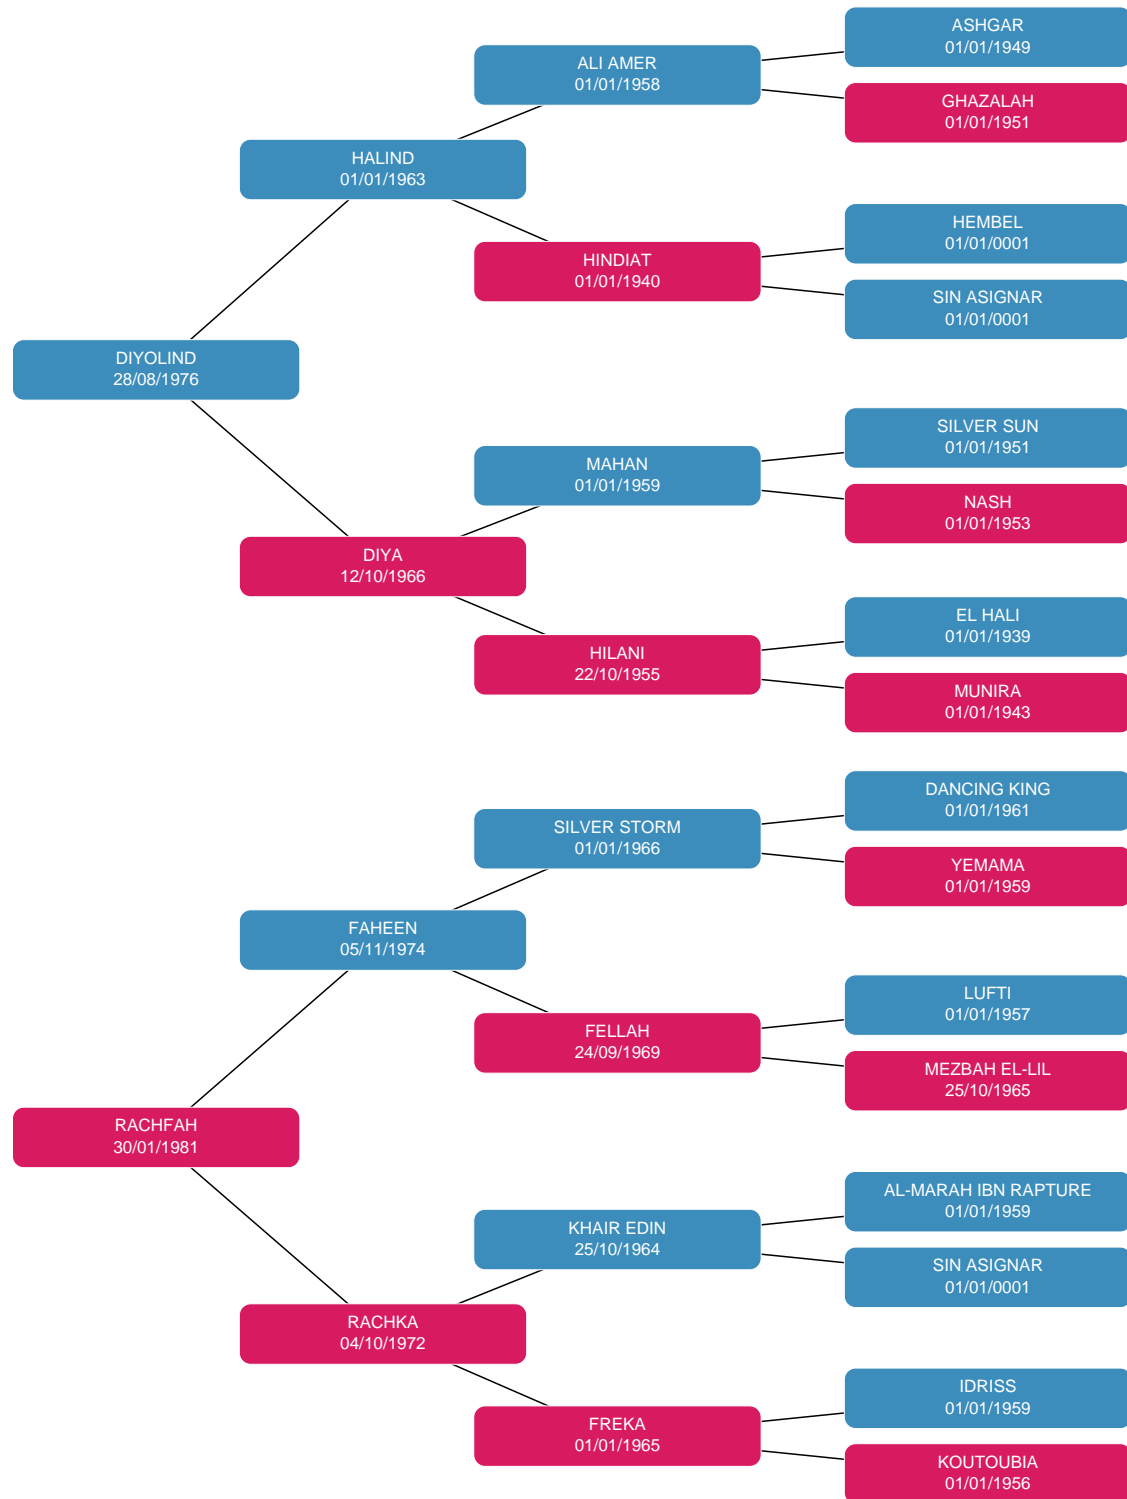 ASHGAR
01/01/1949
ALI AMER
01/01/1958
GHAZALAH
01/01/1951
HALIND
01/01/1963
HEMBEL
01/01/0001
HINDIAT
01/01/1940
SIN ASIGNAR
01/01/0001
DIYOLIND
28/08/1976
SILVER SUN
01/01/1951
MAHAN
01/01/1959
NASH
01/01/1953
DIYA
12/10/1966
EL HALI
01/01/1939
HILANI
22/10/1955
MUNIRA
01/01/1943
DANCING KING
01/01/1961
SILVER STORM
01/01/1966
YEMAMA
01/01/1959
FAHEEN
05/11/1974
LUFTI
01/01/1957
FELLAH
24/09/1969
MEZBAH EL-LIL
25/10/1965
RACHFAH
30/01/1981
AL-MARAH IBN RAPTURE
01/01/1959
KHAIR EDIN
25/10/1964
SIN ASIGNAR
01/01/0001
RACHKA
04/10/1972
IDRISS
01/01/1959
FREKA
01/01/1965
KOUTOUBIA
01/01/1956